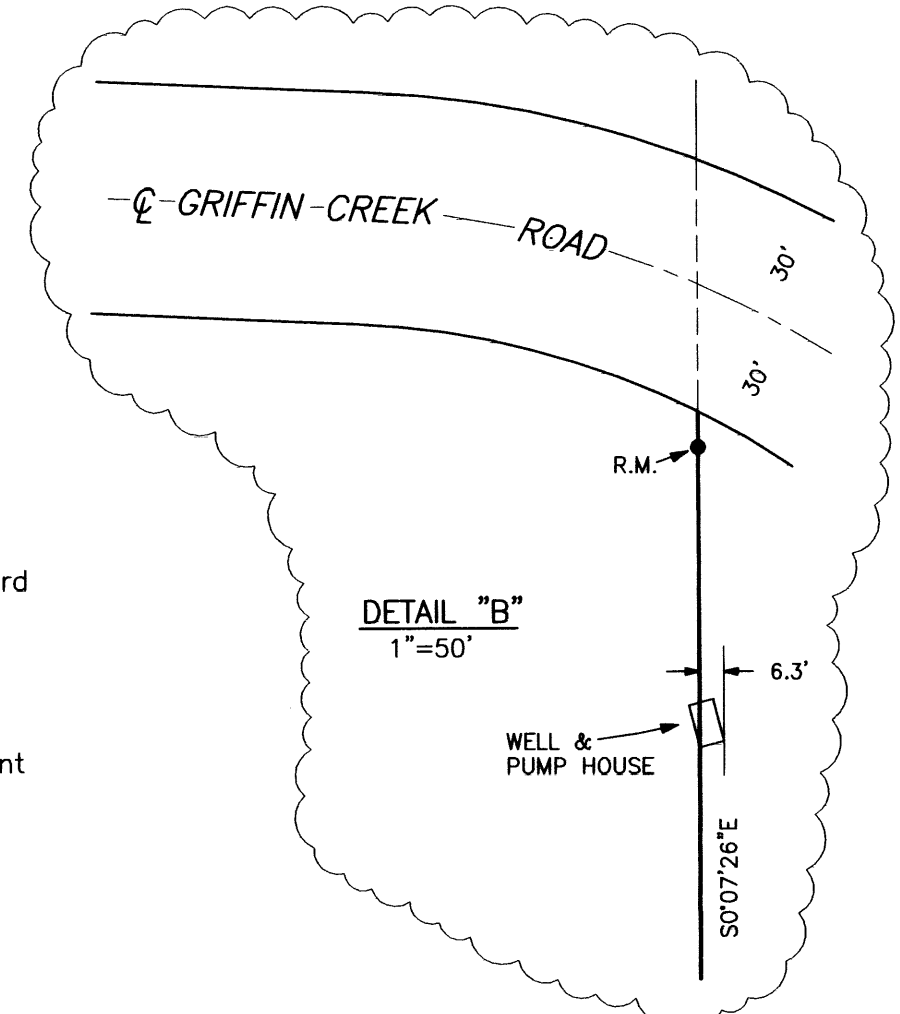 ℄ GRIFFIN CREEK ROAD
30'
30'
R.M.
rd
DETAIL "B"
1"=50'
6.3'
WELL &
PUMP HOUSE
nt
S0°07'26"E